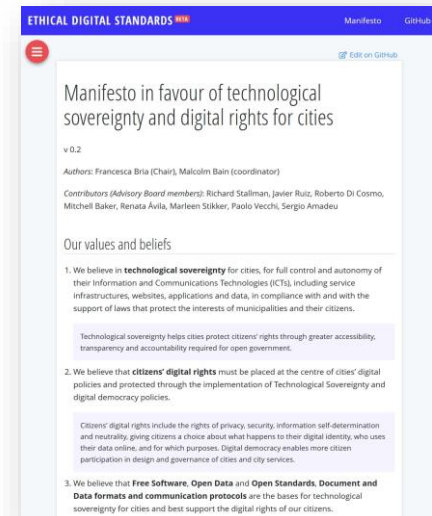 ETHICAL DIGITAL STANDARDS BETA
Manifesto
GitHub
Edit on GitHub
Manifesto in favour of technological
sovereignty and digital rights for cities
v 0.2
Authors: Francesca Bria (Chair), Malcolm Bain (coordinator)
Contributors (Advisory Board members): Richard Stallman, Javier Ruiz, Roberto Di Cosmo,
Mitchell Baker, Renata Ávila, Marleen Stikker, Paolo Vecchi, Sergio Amadeu
Our values and beliefs
1. We believe in technological sovereignty for cities, for full control and autonomy of
their Information and Communications Technologies (ICTs), including service
infrastructures, websites, applications and data, in compliance with and with the
support of laws that protect the interests of municipalities and their citizens.
Technological sovereignty helps cities protect citizens' rights through greater accessibility,
transparency and accountability required for open government.
2. We believe that citizens' digital rights must be placed at the centre of cities' digital
policies and protected through the implementation of Technological Sovereignty and
digital democracy policies.
Citizens' digital rights include the rights of privacy, security, information self-determination
and neutrality, giving citizens a choice about what happens to their digital identity, who uses
their data online, and for which purposes. Digital democracy enables more citizen
participation in design and governance of cities and city services.
3. We believe that Free Software, Open Data and Open Standards, Document and
Data formats and communication protocols are the bases for technological
sovereignty for cities and best support the digital rights of our citizens.